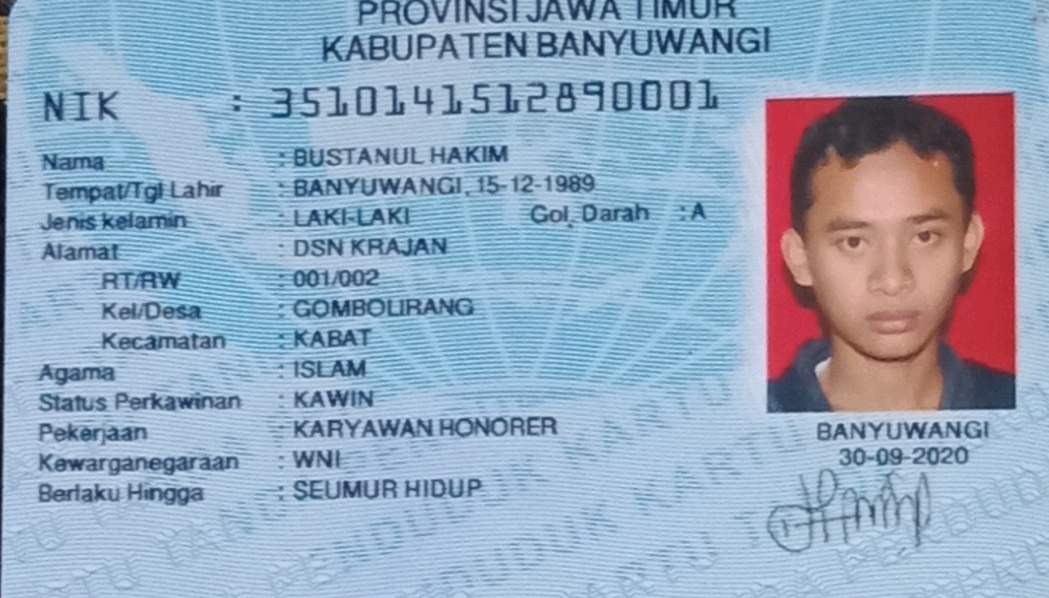 PROVINSI JAWA TIMUR
KABUPATEN BANYUWANGI
NIK : 3510141512890001
Nama : BUSTANUL HAKIM
Tempat/Tgl Lahir : BANYUWANGI, 15-12-1989
Jenis kelamin : LAKI-LAKI Gol. Darah : A
Alamat : DSN KRAJAN
RT/RW : 001/002
Kel/Desa : GOMBOLIRANG
Kecamatan : KABAT
Agama : ISLAM
Status Perkawinan : KAWIN
Pekerjaan : KARYAWAN HONORER
Kewarganegaraan : WNI
Berlaku Hingga : SEUMUR HIDUP
BANYUWANGI
30-09-2020